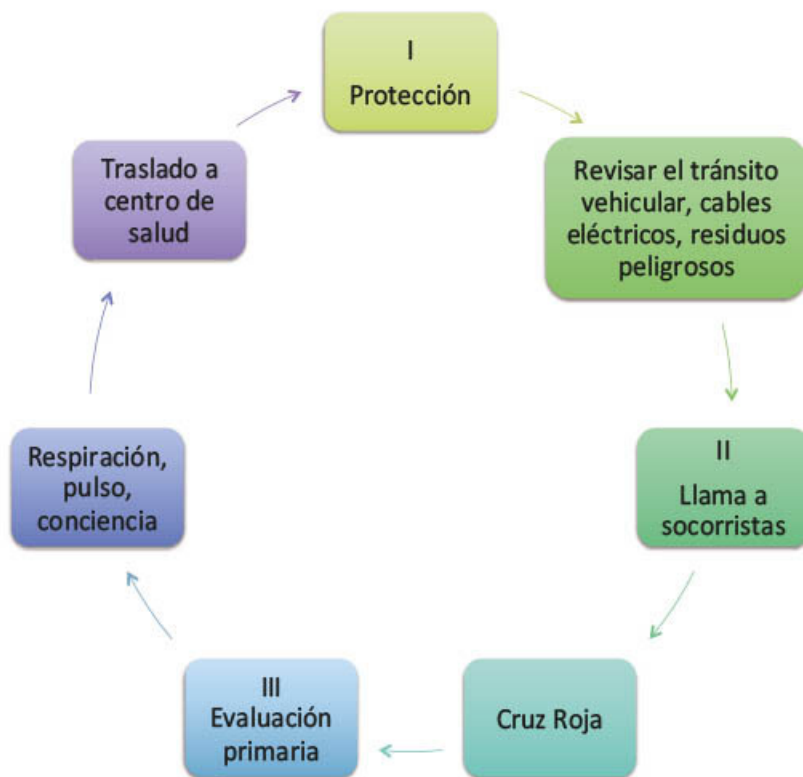 I
Protección
Revisar el tránsito
vehicular, cables
eléctricos, residuos
peligrosos
II
Llama a
socorristas
Cruz Roja
III
Evaluación
primaria
Respiración,
pulso,
conciencia
Traslado a
centro de
salud